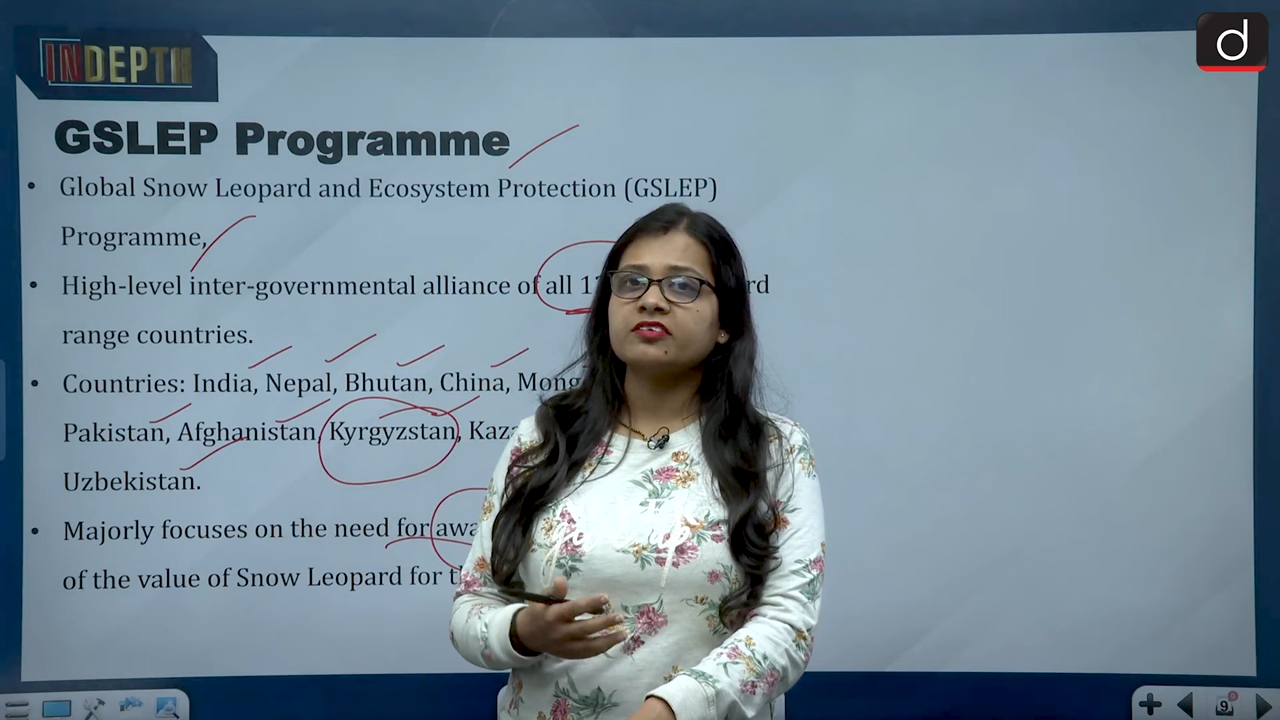 INDEPTH
d
GSLEP Programme
Global Snow Leopard and Ecosystem Protection (GSLEP)
Programme,
High-level inter-governmental alliance of all
range countries.
Countries: India, Nepal, Bhutan, China,
Pakistan, Afghanistan, Kyrgyzstan,
Uzbekistan.
Majorly focuses on the need for
of the value of Snow Leopard for
9